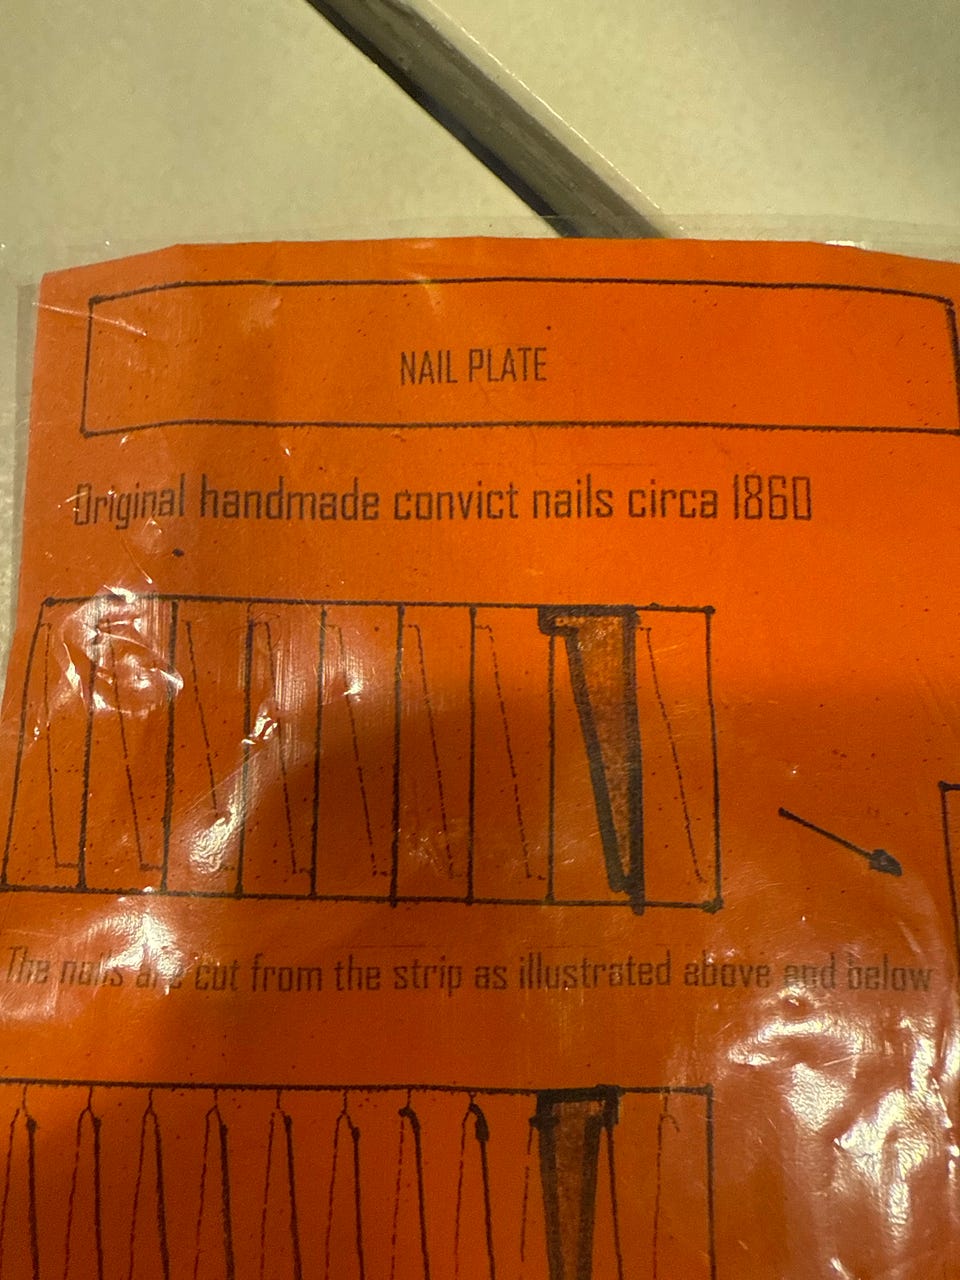 NAIL PLATE
Original handmade convict nails circa 1860
The nails are cut from the strip as illustrated above and below